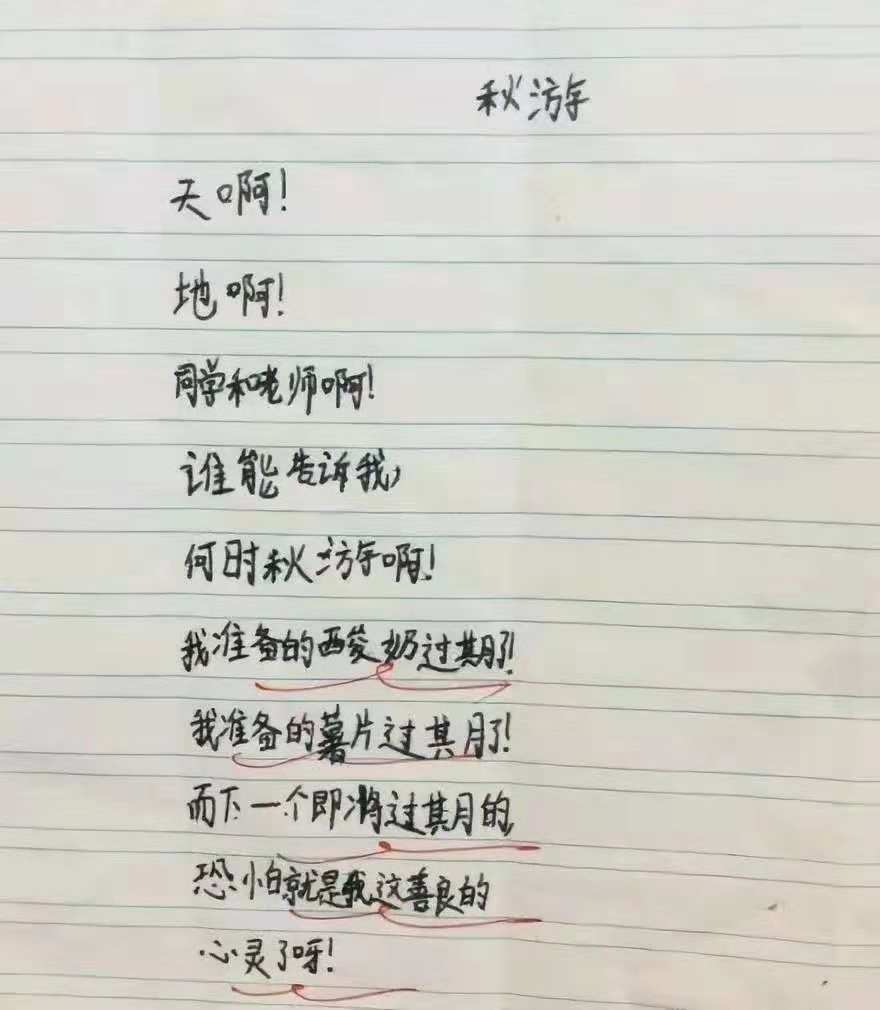 秋游
天啊！
地啊！
同学和老师啊！
谁能告诉我，
何时秋游啊！
我准备的酸奶过期了！
我准备的薯片过期了！
而下一个即将过期的，
恐怕就是我这善良的
心灵了呀！